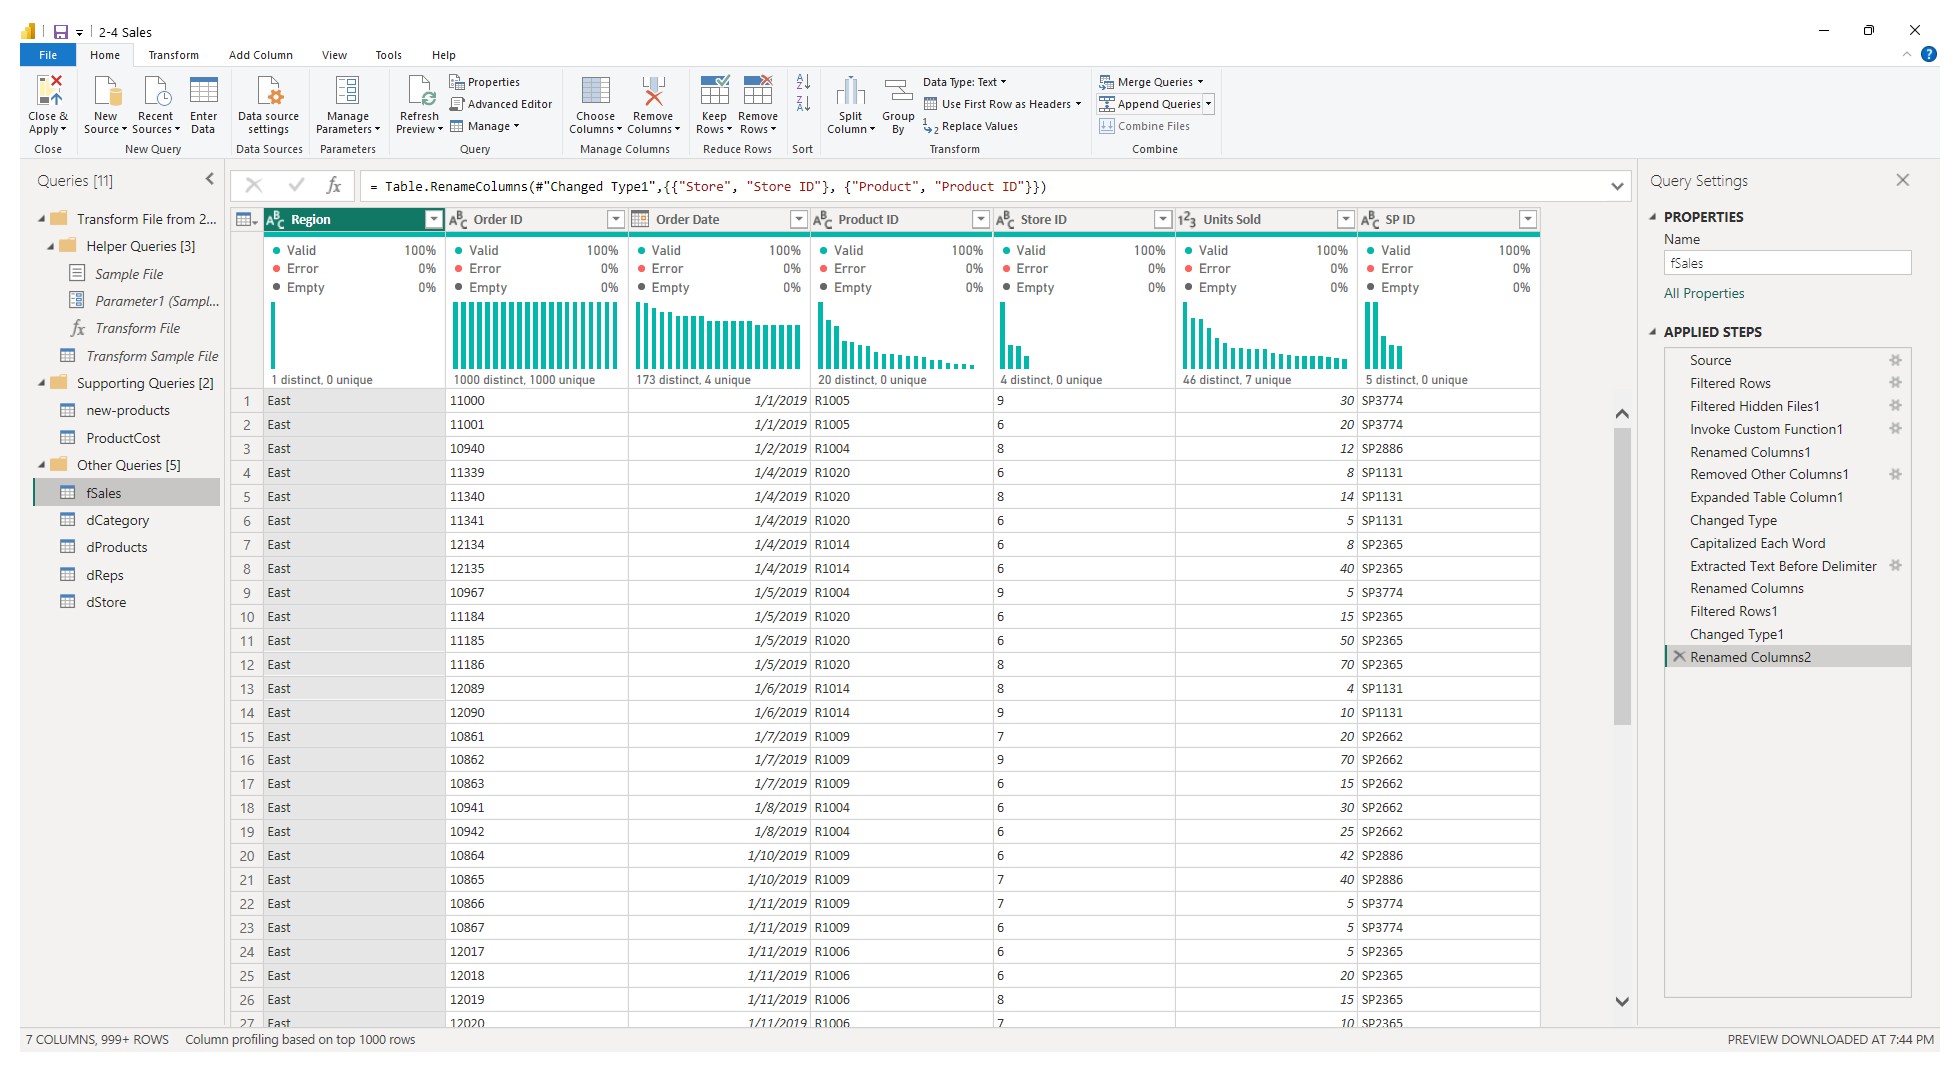 2-4 Sales
File Home Transform Add Column View Tools Help
Close & Apply
New Source
Recent Sources
Enter Data
Data source settings
Manage Parameters
Refresh Preview
Properties
Advanced Editor
Manage
Choose Columns
Remove Columns
Keep Rows
Remove Rows
Split Column
Group By
Data Type: Text
Use First Row as Headers
Replace Values
Merge Queries
Append Queries
Combine Files
Close New Query Data Sources Parameters Query Manage Columns Reduce Rows Sort Transform Combine
Queries [11]
Transform File from 2...
Helper Queries [3]
Sample File
Parameter1 (Sampl...
Transform File
Transform Sample File
Supporting Queries [2]
new-products
ProductCost
Other Queries [5]
fSales
dCategory
dProducts
dReps
dStore
fx = Table.RenameColumns(#"Changed Type1",{{"Store", "Store ID"}, {"Product", "Product ID"}})
Region Order ID Order Date Product ID Store ID Units Sold SP ID
Valid 100% Valid 100% Valid 100% Valid 100% Valid 100% Valid 100% Valid 100%
Error 0% Error 0% Error 0% Error 0% Error 0% Error 0% Error 0%
Empty 0% Empty 0% Empty 0% Empty 0% Empty 0% Empty 0% Empty 0%
1 distinct, 0 unique 1000 distinct, 1000 unique 173 distinct, 4 unique 20 distinct, 0 unique 4 distinct, 0 unique 46 distinct, 7 unique 5 distinct, 0 unique
1 East 11000 1/1/2019 R1005 9 30 SP3774
2 East 11001 1/1/2019 R1005 6 20 SP3774
3 East 10940 1/2/2019 R1004 8 12 SP2886
4 East 11339 1/4/2019 R1020 6 8 SP1131
5 East 11340 1/4/2019 R1020 8 14 SP1131
6 East 11341 1/4/2019 R1020 6 5 SP1131
7 East 12134 1/4/2019 R1014 6 8 SP2365
8 East 12135 1/4/2019 R1014 6 40 SP2365
9 East 10967 1/5/2019 R1004 9 5 SP3774
10 East 11184 1/5/2019 R1020 6 15 SP2365
11 East 11185 1/5/2019 R1020 6 50 SP2365
12 East 11186 1/5/2019 R1020 8 70 SP2365
13 East 12089 1/6/2019 R1014 8 4 SP1131
14 East 12090 1/6/2019 R1014 9 10 SP1131
15 East 10861 1/7/2019 R1009 7 20 SP2662
16 East 10862 1/7/2019 R1009 9 70 SP2662
17 East 10863 1/7/2019 R1009 6 15 SP2662
18 East 10941 1/8/2019 R1004 6 30 SP2662
19 East 10942 1/8/2019 R1004 6 25 SP2662
20 East 10864 1/10/2019 R1009 6 42 SP2886
21 East 10865 1/10/2019 R1009 7 40 SP2886
22 East 10866 1/11/2019 R1009 7 5 SP3774
23 East 10867 1/11/2019 R1009 6 5 SP3774
24 East 12017 1/11/2019 R1006 6 5 SP2365
25 East 12018 1/11/2019 R1006 6 20 SP2365
26 East 12019 1/11/2019 R1006 8 15 SP2365
27 East 12020 1/11/2019 R1006 7 10 SP2365
Query Settings
PROPERTIES
Name
fSales
All Properties
APPLIED STEPS
Source
Filtered Rows
Filtered Hidden Files1
Invoke Custom Function1
Renamed Columns1
Removed Other Columns1
Expanded Table Column1
Changed Type
Capitalized Each Word
Extracted Text Before Delimiter
Renamed Columns
Filtered Rows1
Changed Type1
Renamed Columns2
7 COLUMNS, 999+ ROWS Column profiling based on top 1000 rows PREVIEW DOWNLOADED AT 7:44 PM